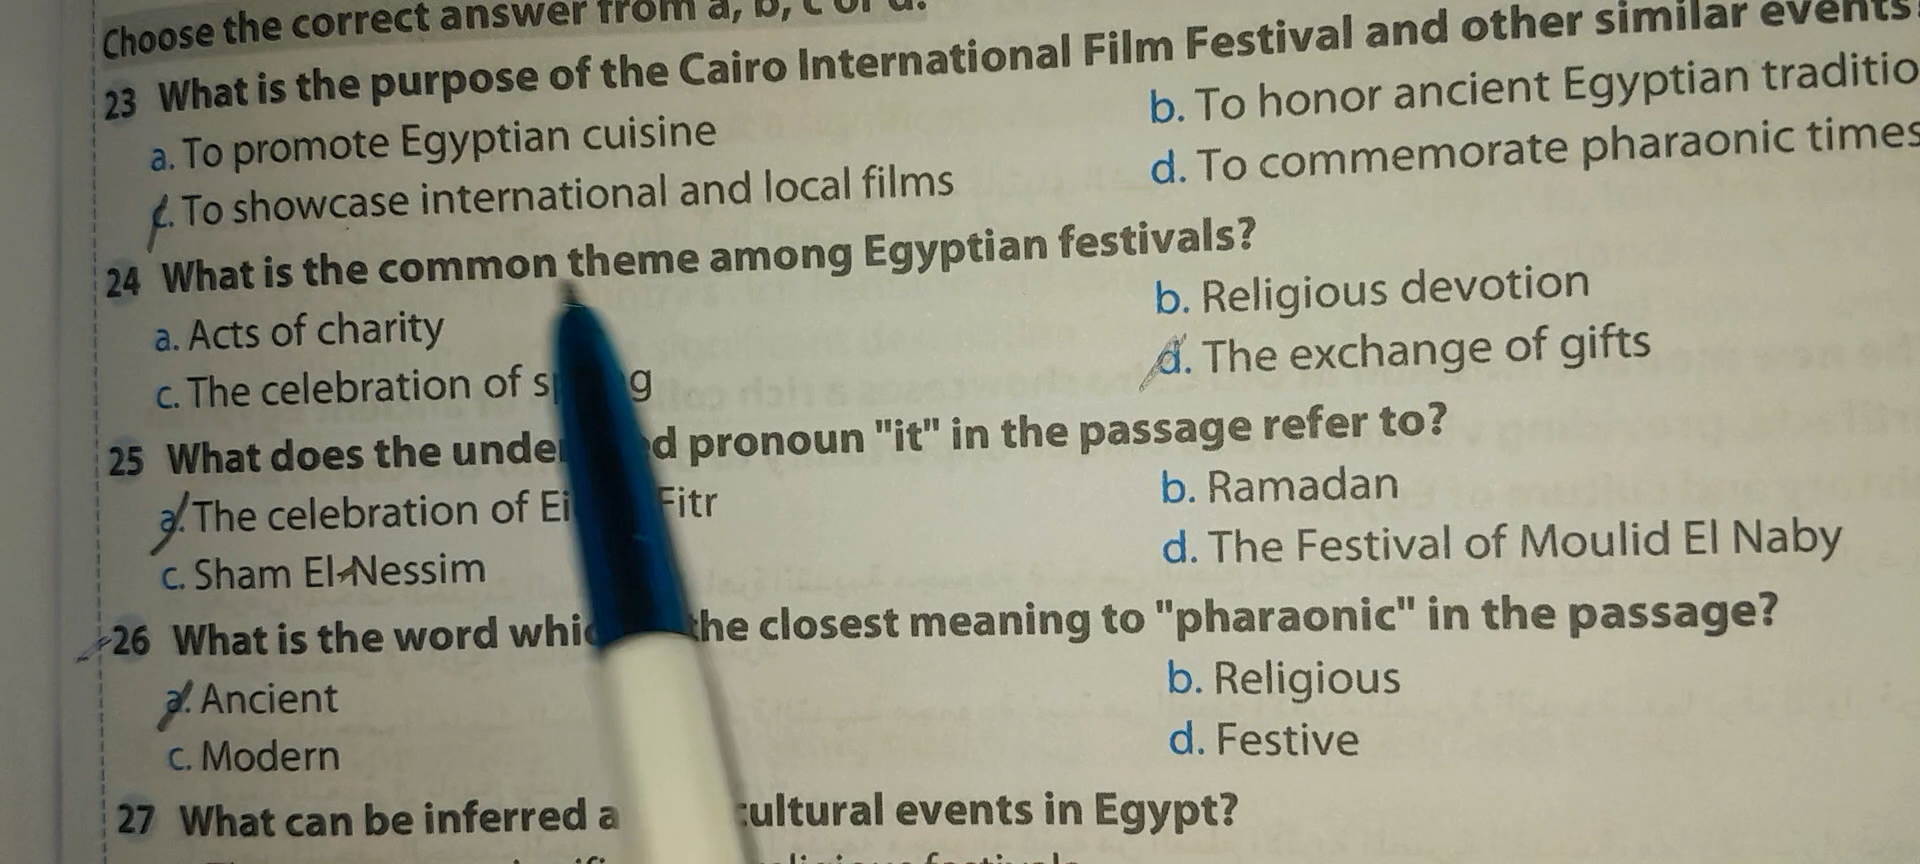 Choose the correct answer from a, b, c or d.
23 What is the purpose of the Cairo International Film Festival and other similar events
a. To promote Egyptian cuisine
b. To honor ancient Egyptian traditio
c. To showcase international and local films
d. To commemorate pharaonic times
24 What is the common theme among Egyptian festivals?
a. Acts of charity
b. Religious devotion
c. The celebration of sp g
d. The exchange of gifts
25 What does the unde d pronoun "it" in the passage refer to?
a. The celebration of Ei Fitr
b. Ramadan
c. Sham El-Nessim
d. The Festival of Moulid El Naby
26 What is the word whic the closest meaning to "pharaonic" in the passage?
a. Ancient
b. Religious
c. Modern
d. Festive
27 What can be inferred a cultural events in Egypt?